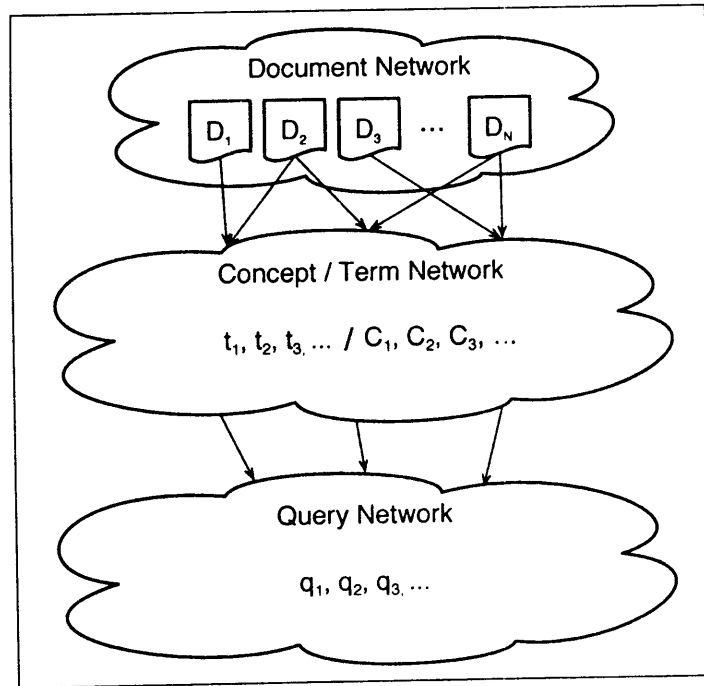 Document Network
D₁ D₂ D₃ ... D_N
Concept / Term Network
t₁, t₂, t₃, ... / C₁, C₂, C₃, ...
Query Network
q₁, q₂, q₃, ...